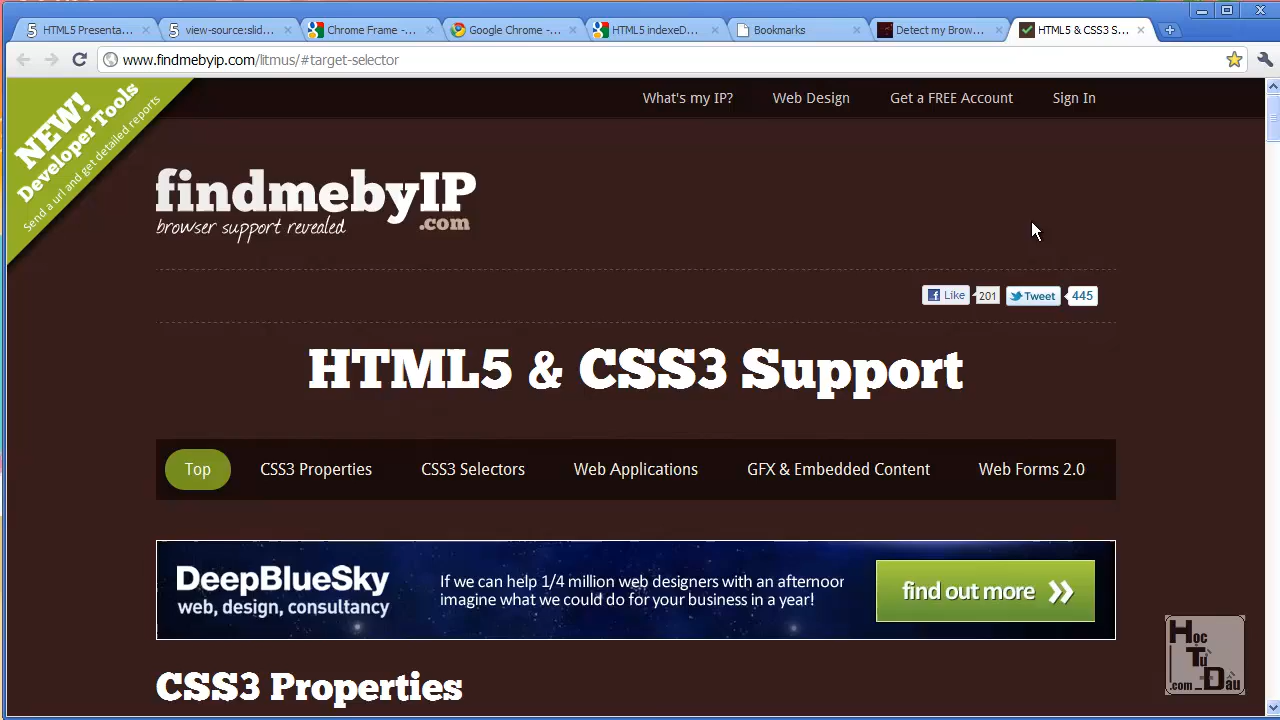 HTML5 Presenta...
view-source:slid...
Chrome Frame -...
Google Chrome -...
HTML5 indexeD...
Bookmarks
Detect my Brow...
HTML5 & CSS3 S...
www.findmebyip.com/litmus/#target-selector
NEW!
Developer Tools
Send a url and get detailed reports
What's my IP?
Web Design
Get a FREE Account
Sign In
findmebyIP
.com
browser support revealed
Like
201
Tweet
445
HTML5 & CSS3 Support
Top
CSS3 Properties
CSS3 Selectors
Web Applications
GFX & Embedded Content
Web Forms 2.0
DeepBlueSky
web, design, consultancy
If we can help 1/4 million web designers with an afternoon
imagine what we could do for your business in a year!
find out more
CSS3 Properties
Học
Từ
.com_Đầu